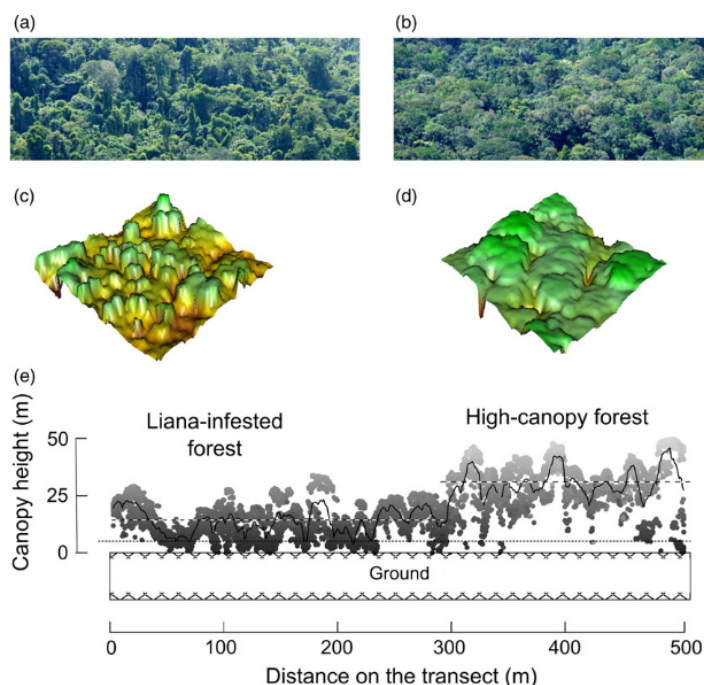 (a)
(b)
(c)
(d)
(e)
Liana-infested
forest
High-canopy forest
Canopy height (m)
50
25
0
Ground
0 100 200 300 400 500
Distance on the transect (m)